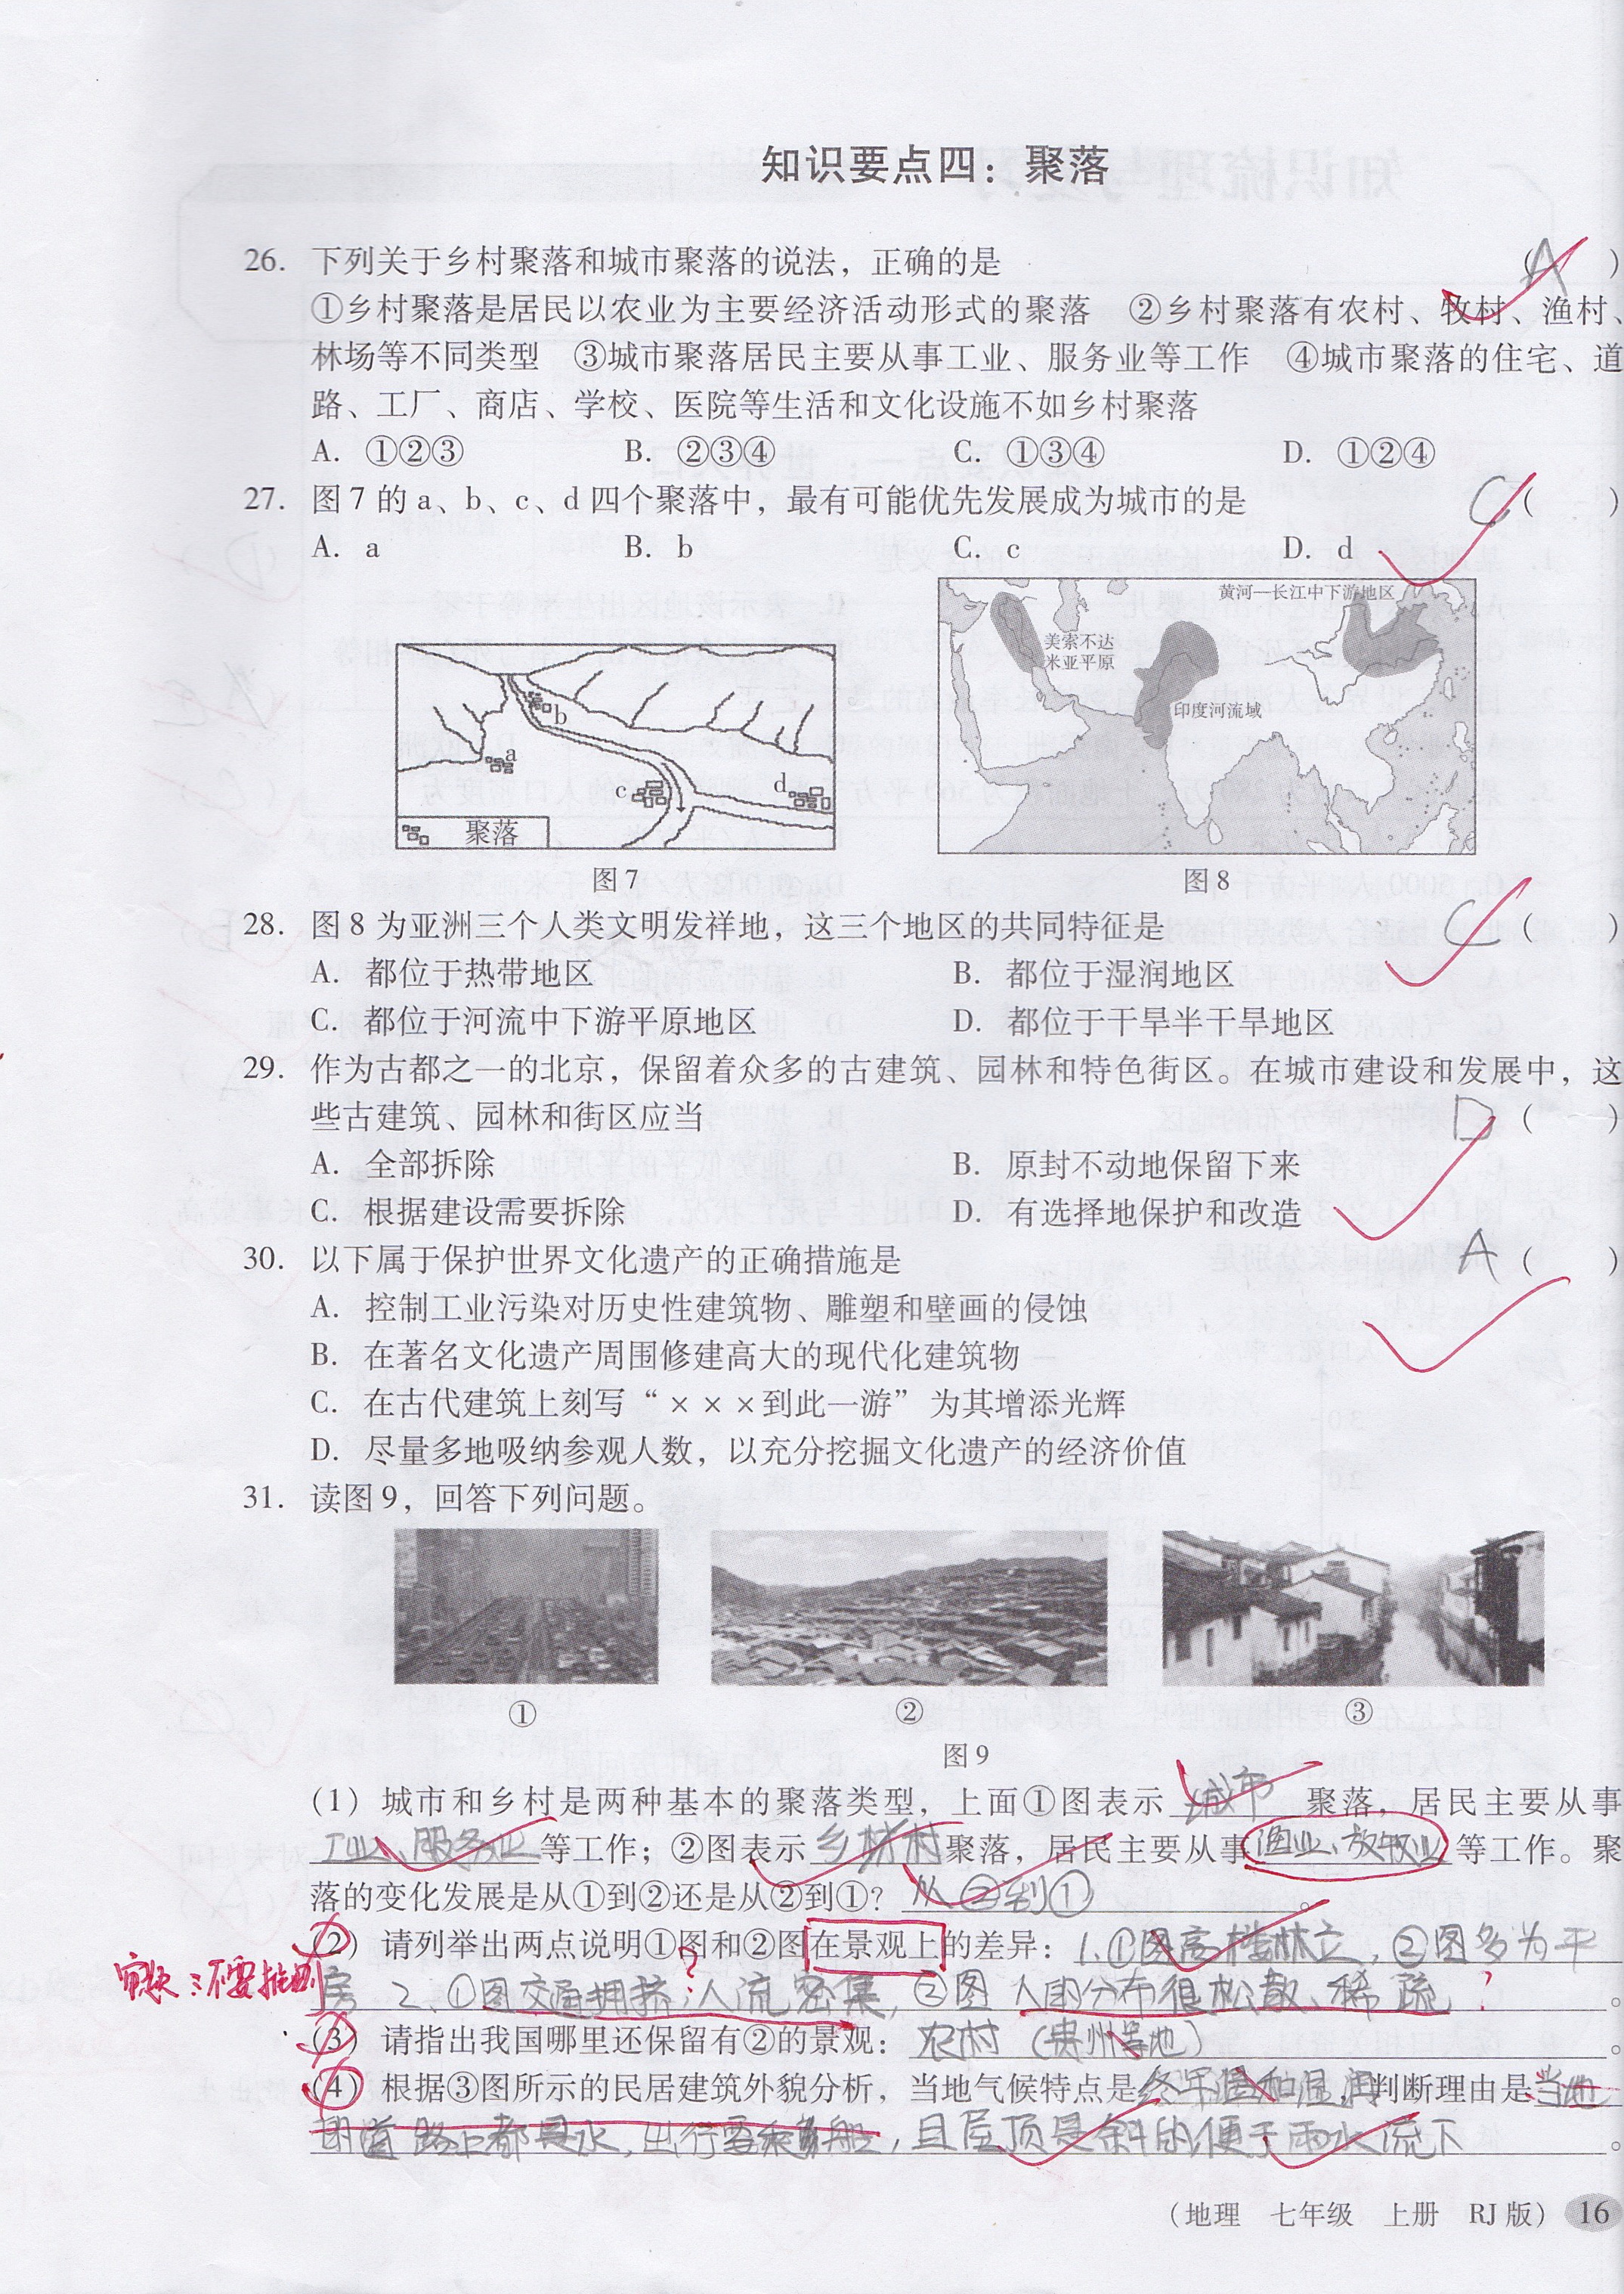 知识要点四：聚落
26. 下列关于乡村聚落和城市聚落的说法，正确的是 (A)
①乡村聚落是居民以农业为主要经济活动形式的聚落 ②乡村聚落有农村、牧村、渔村、
林场等不同类型 ③城市聚落居民主要从事工业、服务业等工作 ④城市聚落的住宅、道
路、工厂、商店、学校、医院等生活和文化设施不如乡村聚落
A. ①②③ B. ②③④ C. ①③④ D. ①②④
27. 图 7 的 a、b、c、d 四个聚落中，最有可能优先发展成为城市的是 C ( )
A. a B. b C. c D. d
黄河—长江中下游地区
美索不达
米亚平原
印度河流域
b
a
c
d
聚落
图 7
图 8
28. 图 8 为亚洲三个人类文明发祥地，这三个地区的共同特征是 C ( )
A. 都位于热带地区 B. 都位于湿润地区
C. 都位于河流中下游平原地区 D. 都位于干旱半干旱地区
29. 作为古都之一的北京，保留着众多的古建筑、园林和特色街区。在城市建设和发展中，这
些古建筑、园林和街区应当 D ( )
A. 全部拆除 B. 原封不动地保留下来
C. 根据建设需要拆除 D. 有选择地保护和改造
30. 以下属于保护世界文化遗产的正确措施是 A ( )
A. 控制工业污染对历史性建筑物、雕塑和壁画的侵蚀
B. 在著名文化遗产周围修建高大的现代化建筑物
C. 在古代建筑上刻写“×××到此一游”为其增添光辉
D. 尽量多地吸纳参观人数，以充分挖掘文化遗产的经济价值
31. 读图 9，回答下列问题。
① ② ③
图 9
(1) 城市和乡村是两种基本的聚落类型，上面①图表示 城市 聚落，居民主要从事
工业、服务业等工作；②图表示 乡村 聚落，居民主要从事 渔业、放牧业 等工作。聚
落的变化发展是从①到②还是从②到①？ 从②到① 。
(2) 请列举出两点说明①图和②图在景观上的差异：1.①图高楼林立，②图多为平
审题：不要推测
房 2、①图交通拥挤，人流密集，②图 人的分布很松散、稀疏 。
(3) 请指出我国哪里还保留有②的景观： 农村（贵州等地） 。
(4) 根据③图所示的民居建筑外貌分析，当地气候特点是 终年温和湿润，判断理由是 当地
的道路上都是水，出行要乘船，且屋顶是斜的，便于雨水流下 。
（地理 七年级 上册 RJ 版） 16